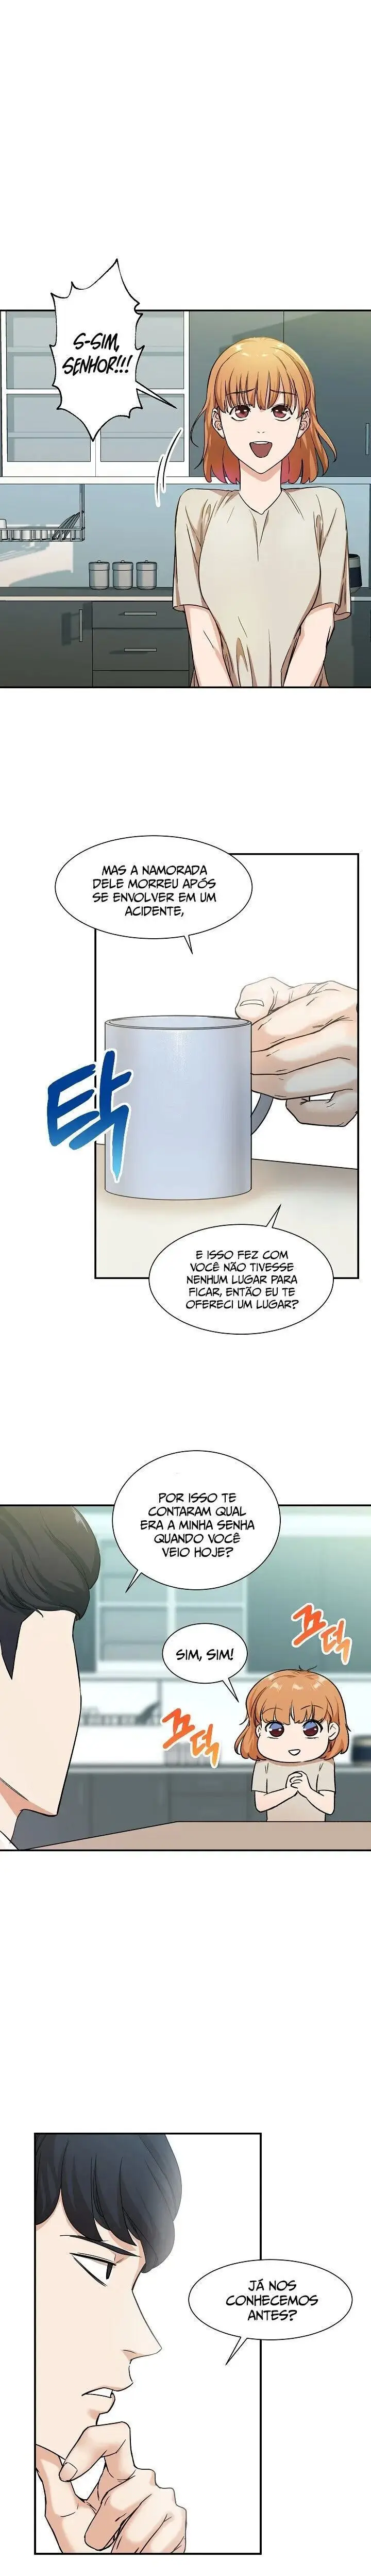 S-SIM,
SENHOR!!!
MAS A NAMORADA
DELE MORREU APÓS
SE ENVOLVER EM UM
ACIDENTE,
탁
E ISSO FEZ COM
VOCÊ NÃO TIVESSE
NENHUM LUGAR PARA
FICAR, ENTÃO EU TE
OFERECI UM LUGAR?
POR ISSO TE
CONTARAM QUAL
ERA A MINHA SENHA
QUANDO VOCÊ
VEIO HOJE?
SIM, SIM!
끄덕
끄덕
JÁ NOS
CONHECEMOS
ANTES?